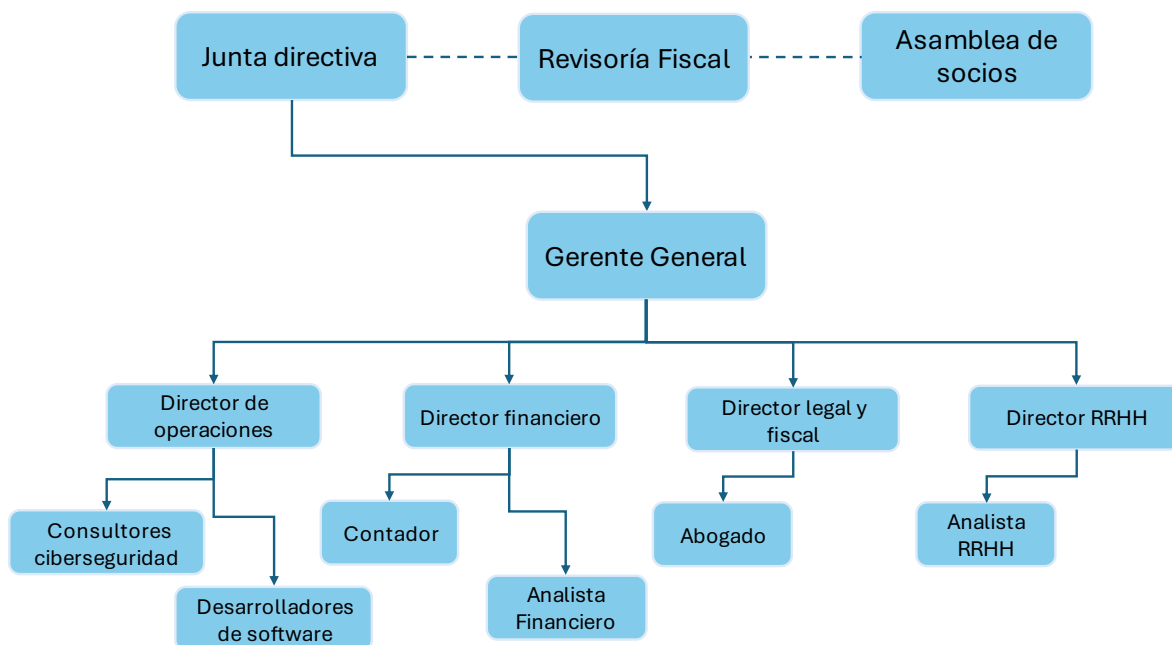 Junta directiva
Revisoría Fiscal
Asamblea de
socios
Gerente General
Director de
operaciones
Director financiero
Director legal y
fiscal
Director RRHH
Consultores
ciberseguridad
Desarrolladores
de software
Contador
Analista
Financiero
Abogado
Analista
RRHH